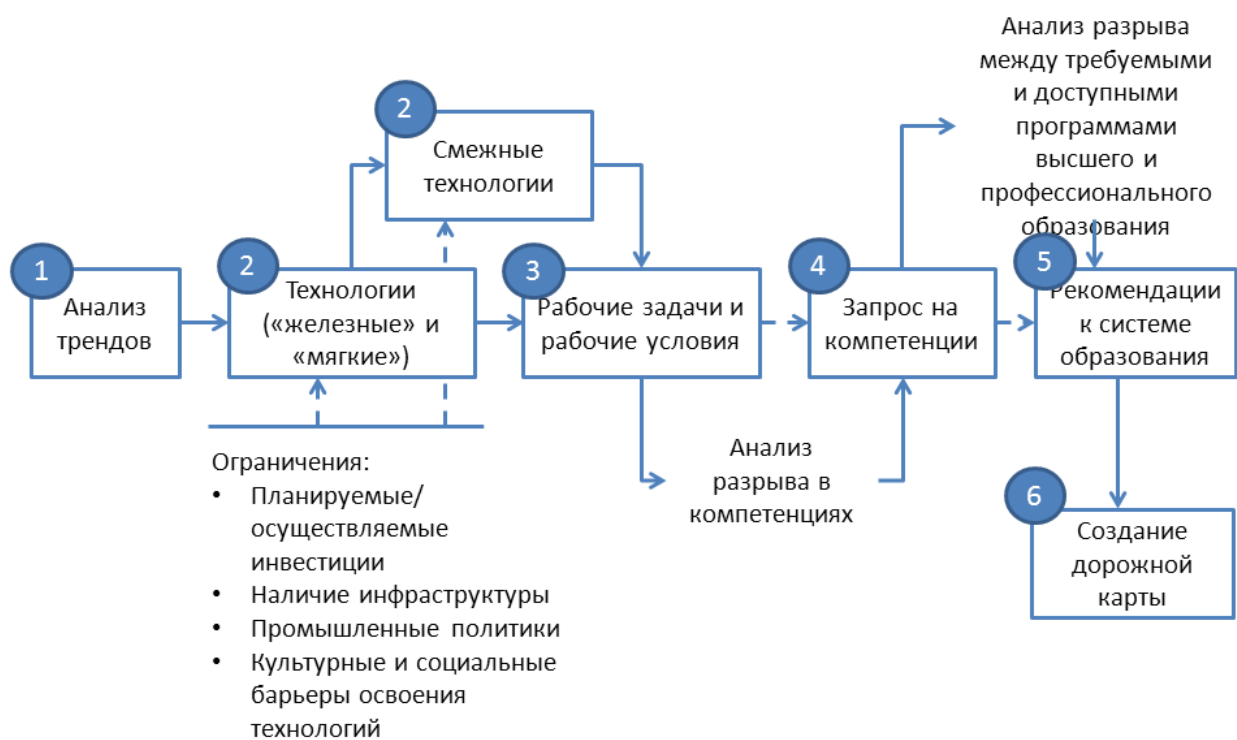 Анализ разрыва
между требуемыми
и доступными
программами
высшего и
профессионального
образования
2
Смежные
технологии
1
Анализ
трендов
2
Технологии
(«железные» и
«мягкие»)
3
Рабочие задачи и
рабочие условия
4
Запрос на
компетенции
5
Рекомендации
к системе
образования
Ограничения:
• Планируемые/
осуществляемые
инвестиции
• Наличие инфраструктуры
• Промышленные политики
• Культурные и социальные
барьеры освоения
технологий
Анализ
разрыва в
компетенциях
6
Создание
дорожной
карты